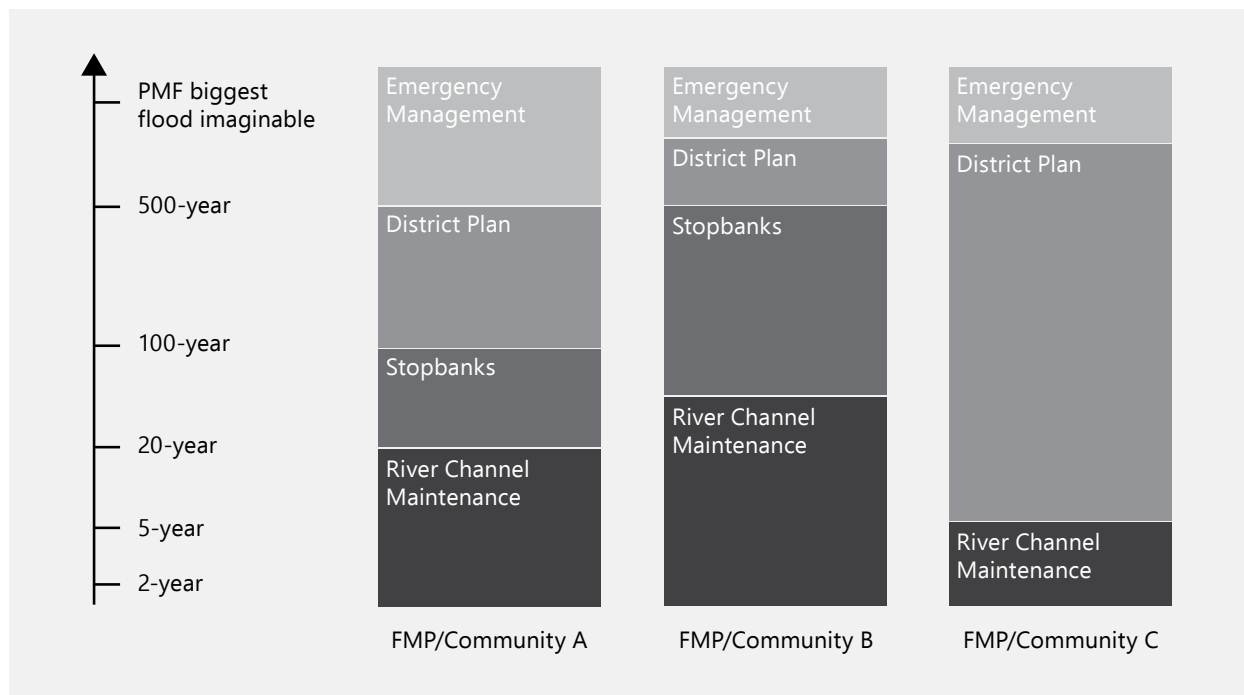 PMF biggest
flood imaginable
500-year
100-year
20-year
5-year
2-year
Emergency
Management
District Plan
Stopbanks
River Channel
Maintenance
FMP/Community A
Emergency
Management
District Plan
Stopbanks
River Channel
Maintenance
FMP/Community B
Emergency
Management
District Plan
River Channel
Maintenance
FMP/Community C